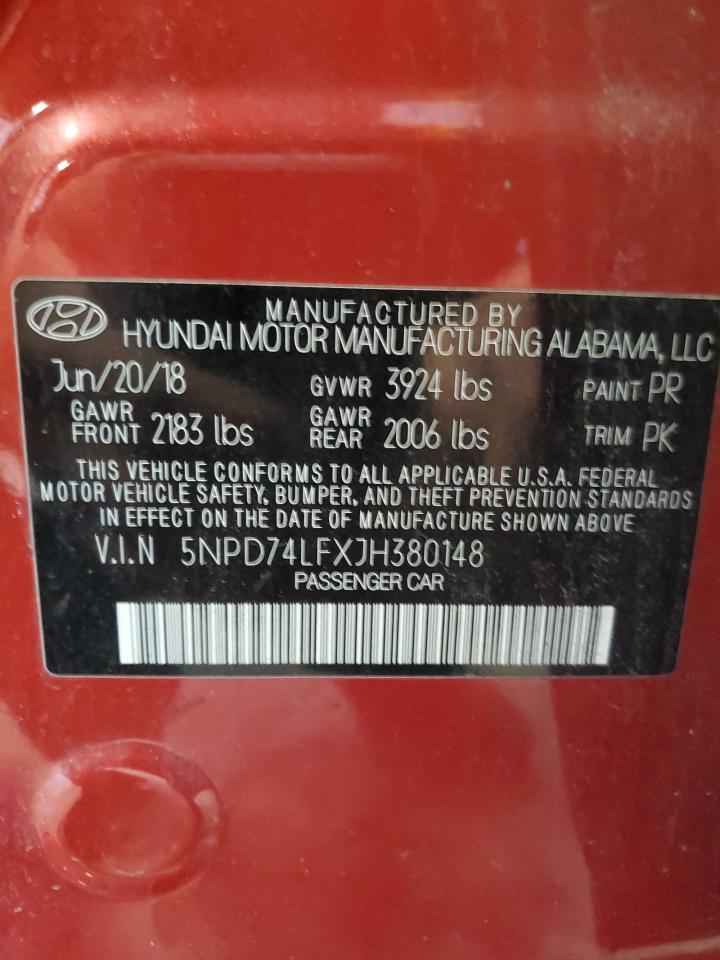 MANUFACTURED BY
HYUNDAI MOTOR MANUFACTURING ALABAMA, LLC
Jun/20/18 GVWR 3924 lbs PAINT PR
GAWR FRONT 2183 lbs GAWR REAR 2006 lbs TRIM PK
THIS VEHICLE CONFORMS TO ALL APPLICABLE U.S.A. FEDERAL
MOTOR VEHICLE SAFETY, BUMPER, AND THEFT PREVENTION STANDARDS
IN EFFECT ON THE DATE OF MANUFACTURE SHOWN ABOVE
V.I.N 5NPD74LFXJH380148
PASSENGER CAR